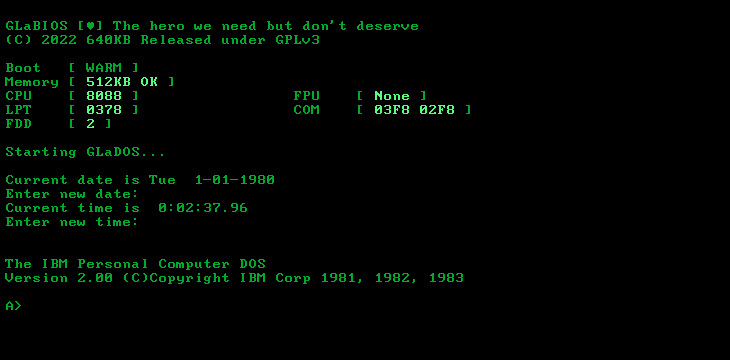 GLaBIOS [♥] The hero we need but don't deserve
(C) 2022 640KB Released under GPLv3
Boot [ WARM ]
Memory [ 512KB OK ]
CPU [ 8088 ] FPU [ None ]
LPT [ 0378 ] COM [ 03F8 02F8 ]
FDD [ 2 ]
Starting GLaDOS...
Current date is Tue 1-01-1980
Enter new date:
Current time is 0:02:37.96
Enter new time:
The IBM Personal Computer DOS
Version 2.00 (C)Copyright IBM Corp 1981, 1982, 1983
A>